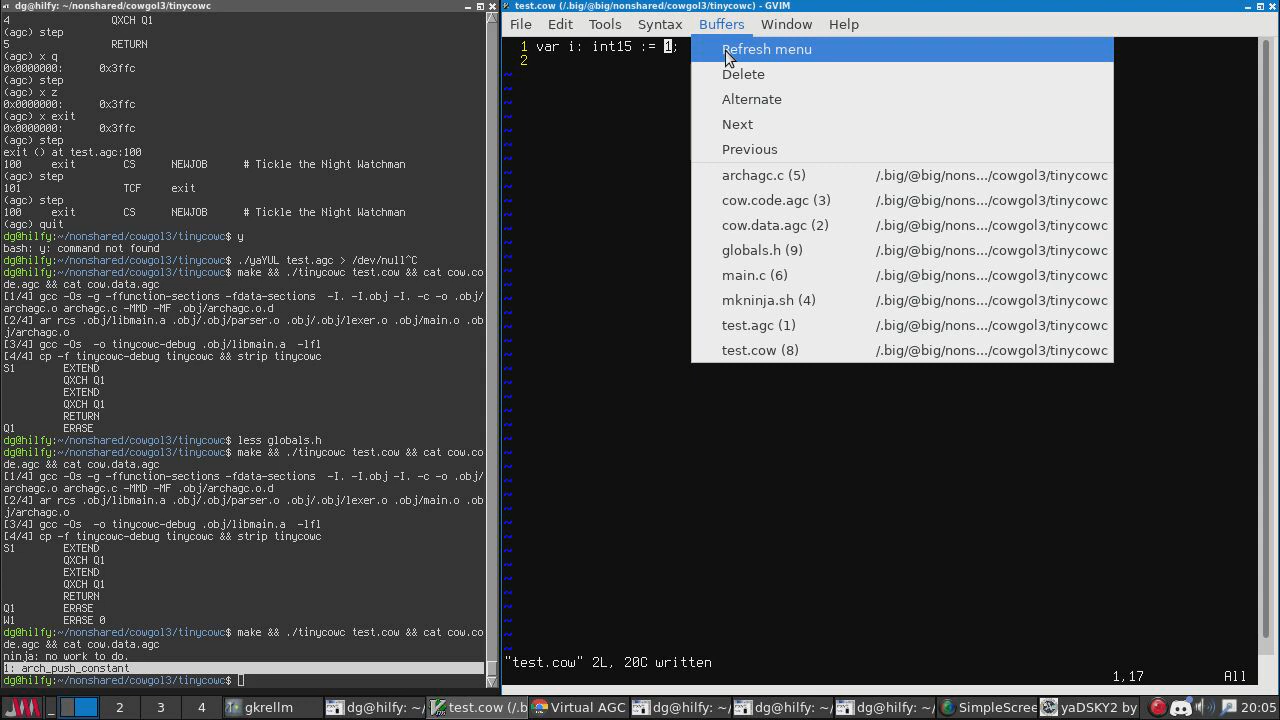 dg@hilfy: ~/nonshared/cowgol3/tinycowc
4 QXCH Q1
(agc) step
5 RETURN
(agc) x a
0x0000000: 0x3ffc
(agc) step
(agc) x z
0x0000000: 0x3ffc
(agc) x exit
0x0000000: 0x3ffc
(agc) step
exit () at test.agc:100
100 exit CS NEWJOB # Tickle the Night Watchman
(agc) step
101 TCF exit
(agc) step
100 exit CS NEWJOB # Tickle the Night Watchman
(agc) quit
dg@hilfy:~/nonshared/cowgol3/tinycowc$ y
bash: y: command not found
dg@hilfy:~/nonshared/cowgol3/tinycowc$ ./yaYUL test.agc > /dev/null^C
dg@hilfy:~/nonshared/cowgol3/tinycowc$ make && ./tinycowc test.cow && cat cow.co
de.agc && cat cow.data.agc
[1/4] gcc -Os -g -ffunction-sections -fdata-sections -I. -I.obj -I. -c -o .obj/
archagc.o archagc.c -MMD -MF .obj/archagc.o.d
[2/4] ar rcs .obj/libmain.a .obj/.obj/parser.o .obj/.obj/lexer.o .obj/main.o .ob
j/archagc.o
[3/4] gcc -Os -o tinycowc-debug .obj/libmain.a -lfl
[4/4] cp -f tinycowc-debug tinycowc && strip tinycowc
S1 EXTEND
QXCH Q1
EXTEND
QXCH Q1
RETURN
Q1 ERASE
dg@hilfy:~/nonshared/cowgol3/tinycowc$ less globals.h
dg@hilfy:~/nonshared/cowgol3/tinycowc$ make && ./tinycowc test.cow && cat cow.co
de.agc && cat cow.data.agc
[1/4] gcc -Os -g -ffunction-sections -fdata-sections -I. -I.obj -I. -c -o .obj/
archagc.o archagc.c -MMD -MF .obj/archagc.o.d
[2/4] ar rcs .obj/libmain.a .obj/.obj/parser.o .obj/.obj/lexer.o .obj/main.o .ob
j/archagc.o
[3/4] gcc -Os -o tinycowc-debug .obj/libmain.a -lfl
[4/4] cp -f tinycowc-debug tinycowc && strip tinycowc
S1 EXTEND
QXCH Q1
EXTEND
QXCH Q1
RETURN
Q1 ERASE
W1 ERASE 0
dg@hilfy:~/nonshared/cowgol3/tinycowc$ make && ./tinycowc test.cow && cat cow.co
de.agc && cat cow.data.agc
ninja: no work to do.
1: arch_push_constant
dg@hilfy:~/nonshared/cowgol3/tinycowc$
test.cow (/.big/@big/nonshared/cowgol3/tinycowc) - GVIM
File Edit Tools Syntax Buffers Window Help
1 var i: int15 := 1;
2
Refresh menu
Delete
Alternate
Next
Previous
archagc.c (5) /.big/@big/nons.../cowgol3/tinycowc
cow.code.agc (3) /.big/@big/nons.../cowgol3/tinycowc
cow.data.agc (2) /.big/@big/nons.../cowgol3/tinycowc
globals.h (9) /.big/@big/nons.../cowgol3/tinycowc
main.c (6) /.big/@big/nons.../cowgol3/tinycowc
mkninja.sh (4) /.big/@big/nons.../cowgol3/tinycowc
test.agc (1) /.big/@big/nons.../cowgol3/tinycowc
test.cow (8) /.big/@big/nons.../cowgol3/tinycowc
"test.cow" 2L, 20C written
1,17 All
2 3 4 gkrellm dg@hilfy: ~/ test.cow (/.b Virtual AGC dg@hilfy: ~/ dg@hilfy: ~/ dg@hilfy: ~/ SimpleScree yaDSKY2 by 20:05